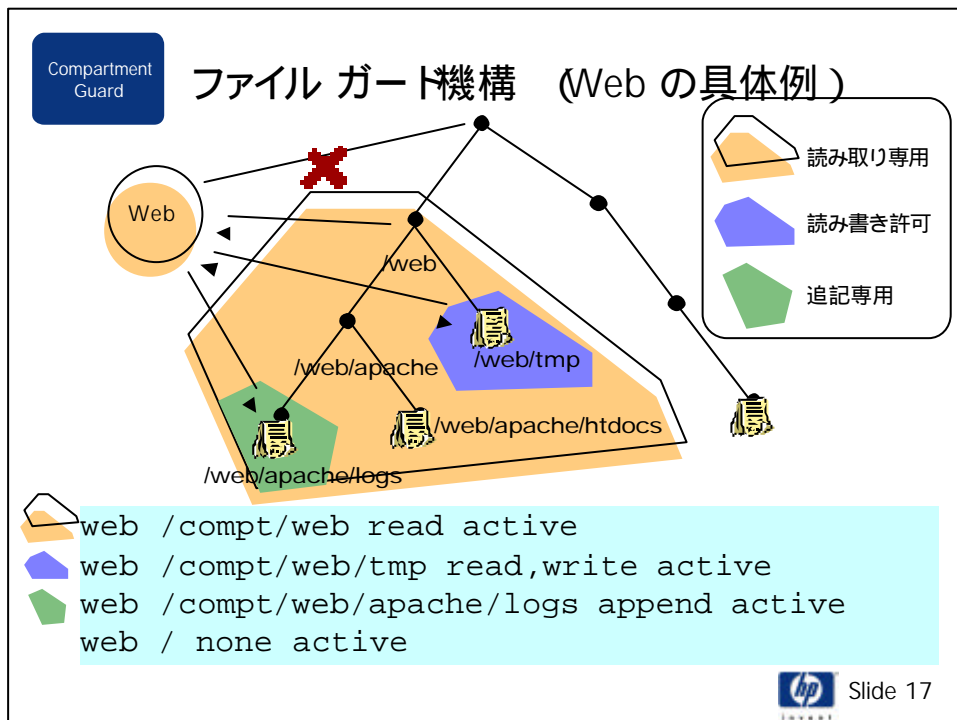 Compartment
Guard
ファイル ガード機構 (Web の具体例)
読み取り専用
読み書き許可
追記専用
Web
/web
/web/apache
/web/tmp
/web/apache/htdocs
/web/apache/logs
web /compt/web read active
web /compt/web/tmp read,write active
web /compt/web/apache/logs append active
web / none active
hp
invent
Slide 17